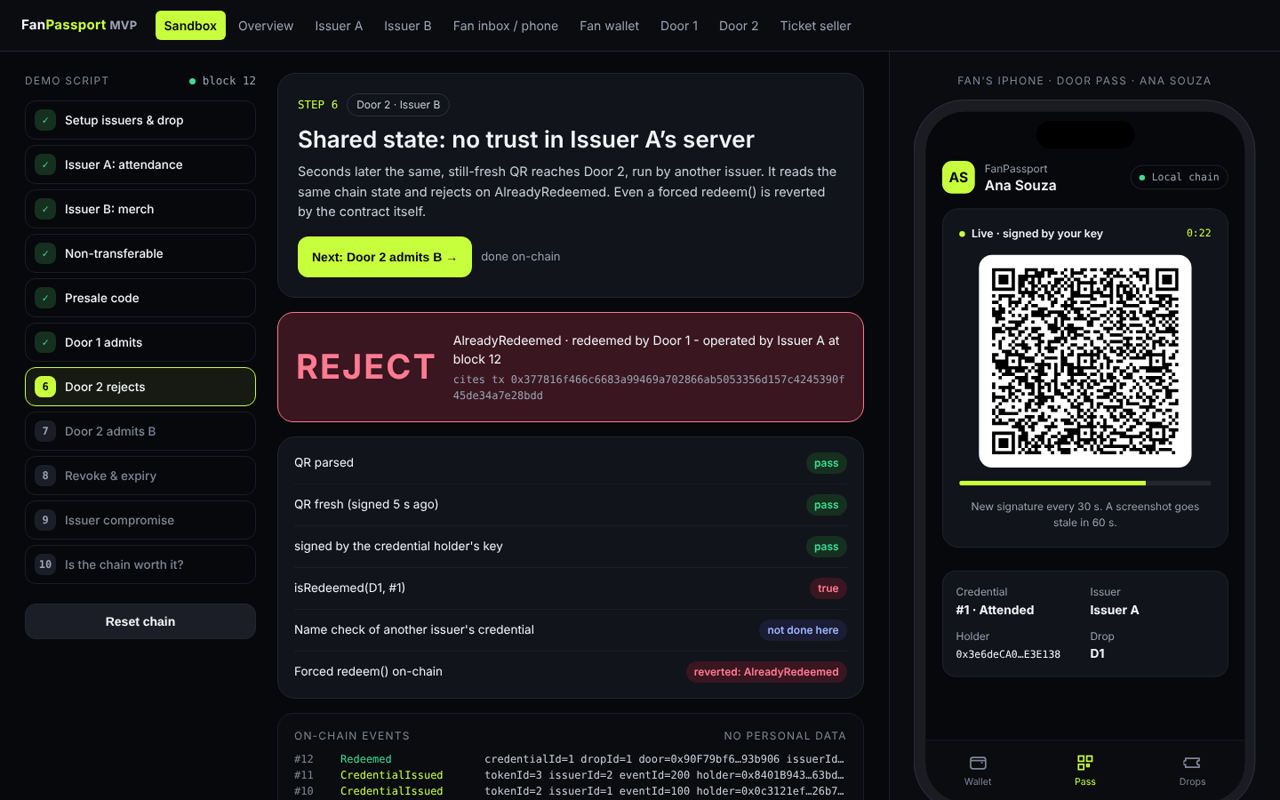 FanPassport MVP
Sandbox
Overview
Issuer A
Issuer B
Fan inbox / phone
Fan wallet
Door 1
Door 2
Ticket seller
DEMO SCRIPT
block 12
✓ Setup issuers & drop
✓ Issuer A: attendance
✓ Issuer B: merch
✓ Non-transferable
✓ Presale code
✓ Door 1 admits
6 Door 2 rejects
7 Door 2 admits B
8 Revoke & expiry
9 Issuer compromise
10 Is the chain worth it?
Reset chain
STEP 6 Door 2 · Issuer B
Shared state: no trust in Issuer A’s server
Seconds later the same, still-fresh QR reaches Door 2, run by another issuer. It reads the
same chain state and rejects on AlreadyRedeemed. Even a forced redeem() is reverted
by the contract itself.
Next: Door 2 admits B → done on-chain
REJECT
AlreadyRedeemed · redeemed by Door 1 - operated by Issuer A at
block 12
cites tx 0x377816f466c6683a99469a702866ab5053356d157c4245390f
45de34a7e28bdd
QR parsed pass
QR fresh (signed 5 s ago) pass
signed by the credential holder's key pass
isRedeemed(D1, #1) true
Name check of another issuer's credential not done here
Forced redeem() on-chain reverted: AlreadyRedeemed
ON-CHAIN EVENTS NO PERSONAL DATA
#12 Redeemed credentialId=1 dropId=1 door=0x90F79bf6…93b906 issuerId…
#11 CredentialIssued tokenId=3 issuerId=2 eventId=200 holder=0x8401B943…63bd…
#10 CredentialIssued tokenId=2 issuerId=1 eventId=100 holder=0x0c3121ef…26b7…
FAN'S IPHONE · DOOR PASS · ANA SOUZA
AS
FanPassport
Ana Souza
Local chain
Live · signed by your key 0:22
New signature every 30 s. A screenshot goes
stale in 60 s.
Credential Issuer
#1 · Attended Issuer A
Holder Drop
0x3e6deCA0…E3E138 D1
Wallet Pass Drops